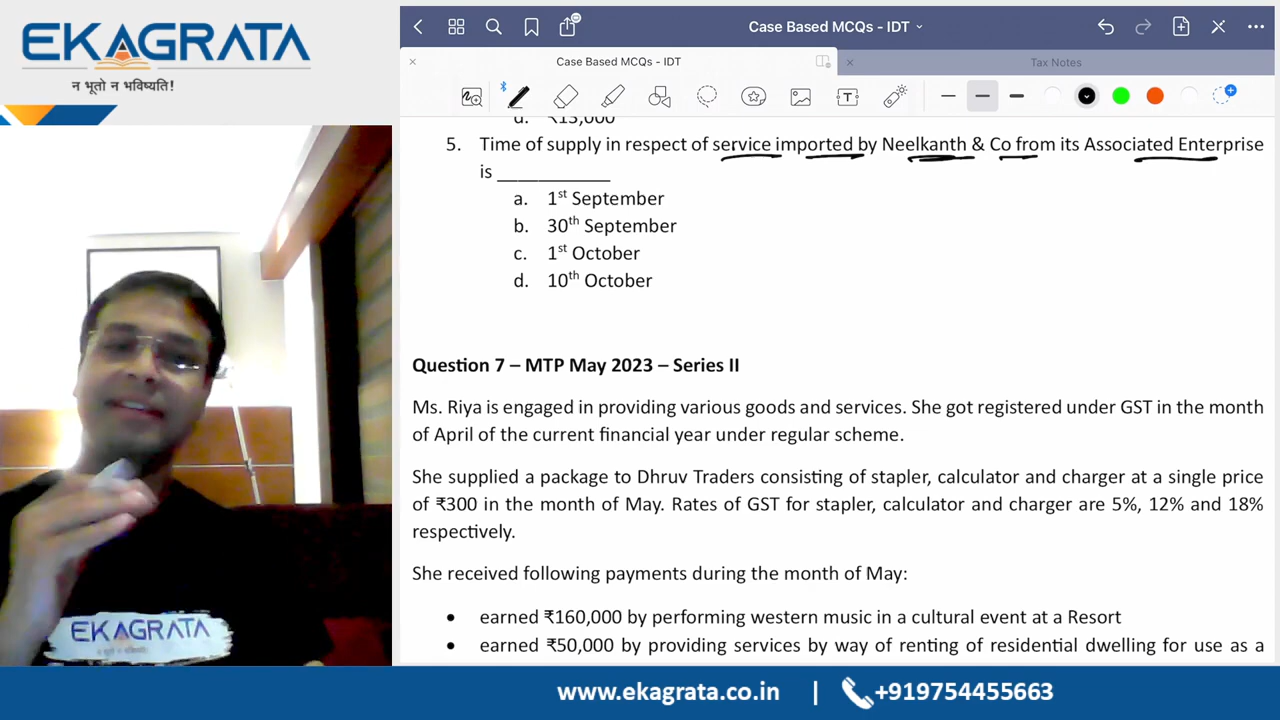 EKAGRATA
न भूतो न भविष्यति!
Case Based MCQs - IDT
Case Based MCQs - IDT
Tax Notes
d. ₹13,000
5. Time of supply in respect of service imported by Neelkanth & Co from its Associated Enterprise
is ___________
a. 1st September
b. 30th September
c. 1st October
d. 10th October
Question 7 – MTP May 2023 – Series II
Ms. Riya is engaged in providing various goods and services. She got registered under GST in the month
of April of the current financial year under regular scheme.
She supplied a package to Dhruv Traders consisting of stapler, calculator and charger at a single price
of ₹300 in the month of May. Rates of GST for stapler, calculator and charger are 5%, 12% and 18%
respectively.
She received following payments during the month of May:
• earned ₹160,000 by performing western music in a cultural event at a Resort
• earned ₹50,000 by providing services by way of renting of residential dwelling for use as a
EKAGRATA
www.ekagrata.co.in | +919754455663